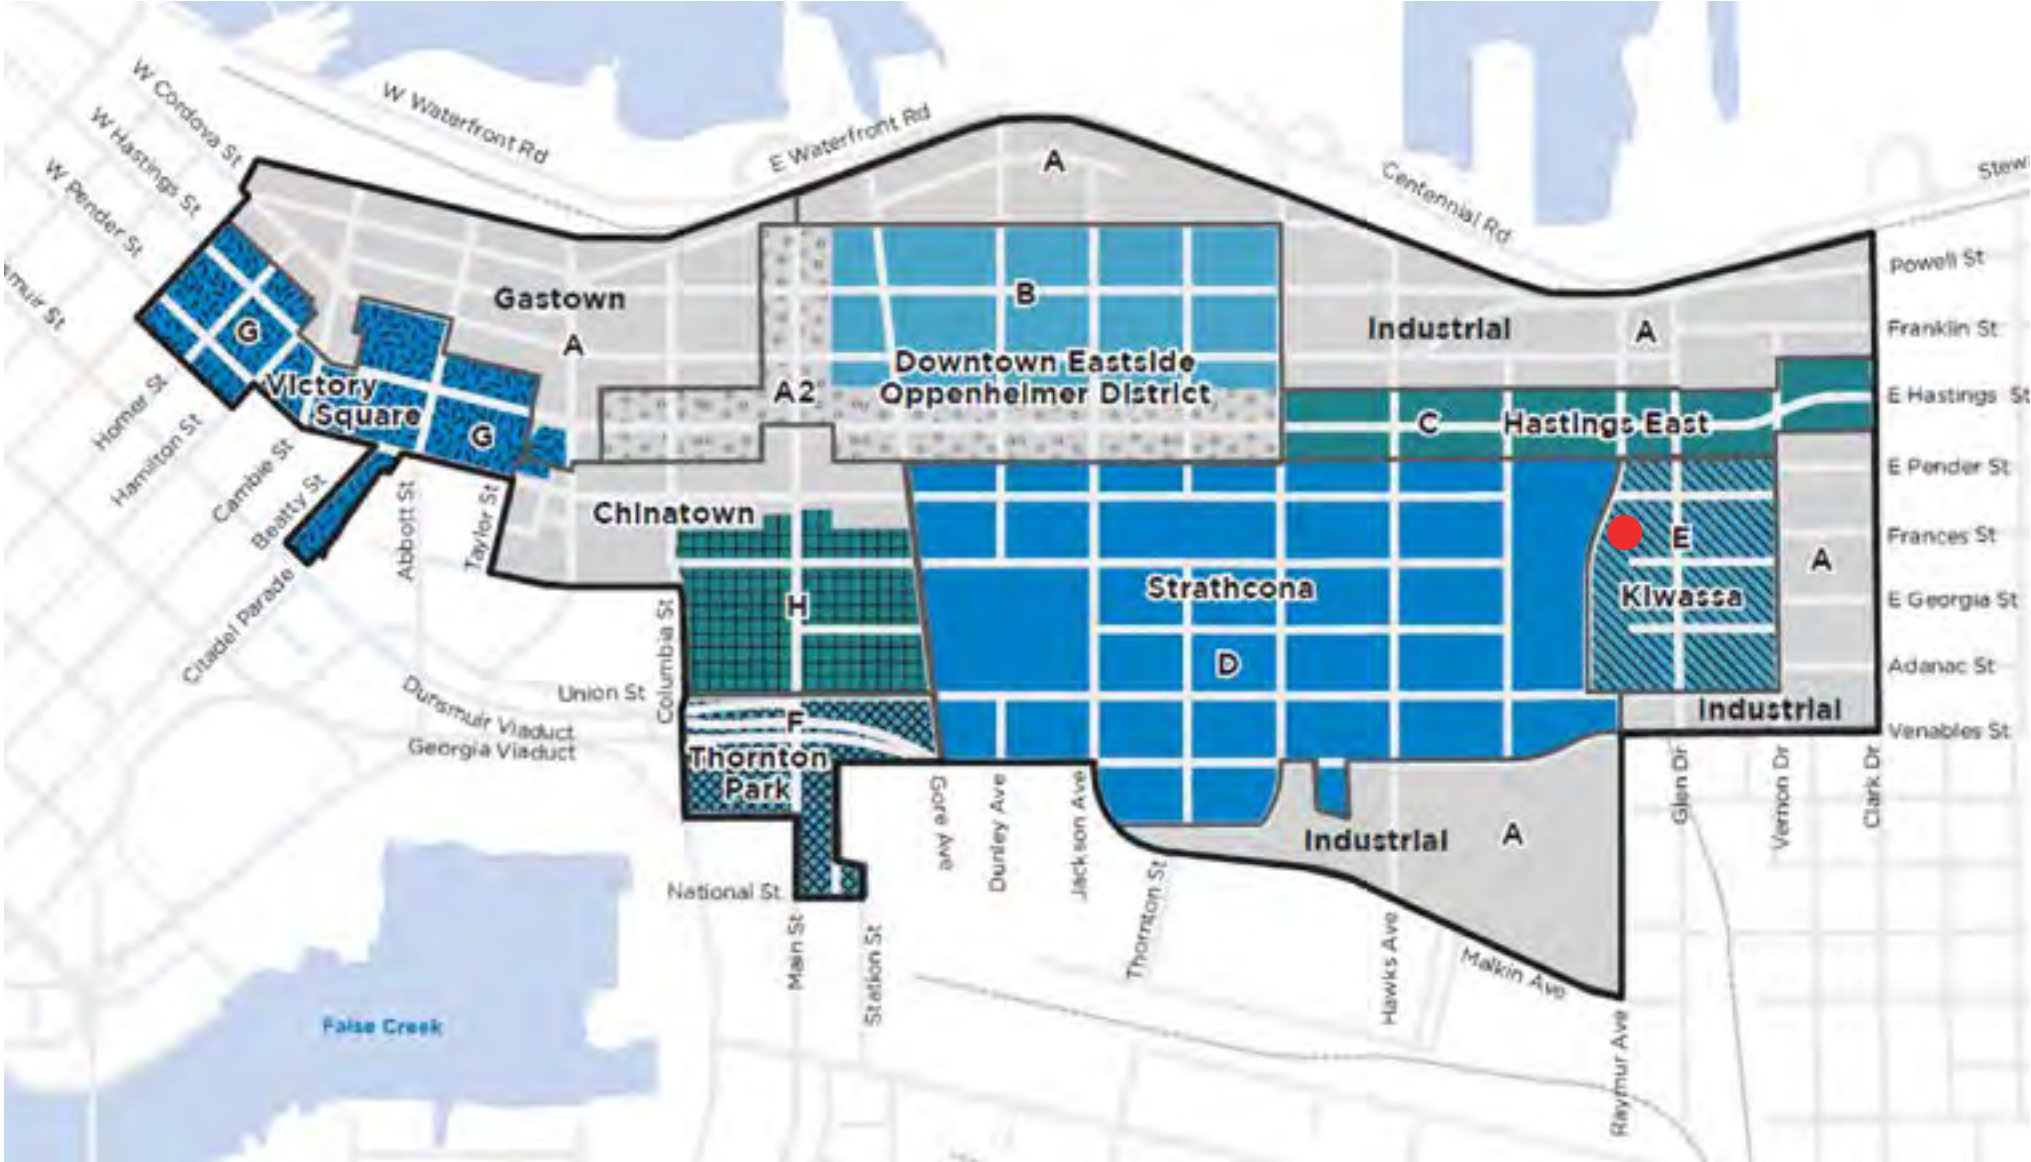 W Cordova St
W Hastings St
W Pender St
muir St
W Waterfront Rd
E Waterfront Rd
Centennial Rd
A
Gastown
A
B
Downtown Eastside
Oppenheimer District
A2
Industrial
A
Powell St
Franklin St
E Hastings St
E Pender St
Frances St
E Georgia St
Adanac St
Venables St
G
Victory
Square
G
C
Hastings East
Homer St
Hamilton St
Cambie St
Beatty St
Citadel Parade
Abbott St
Taylor St
Chinatown
H
Strathcona
D
E
Kiwassa
A
Industrial
Columbia St
Union St
Dunsmuir Viaduct
Georgia Viaduct
F
Thornton
Park
National St
Main St
Station St
Gore Ave
Dunley Ave
Jackson Ave
Thornton St
Industrial
A
Hawks Ave
Malkin Ave
Raymur Ave
Glen Dr
Vernon Dr
Clark Dr
False Creek